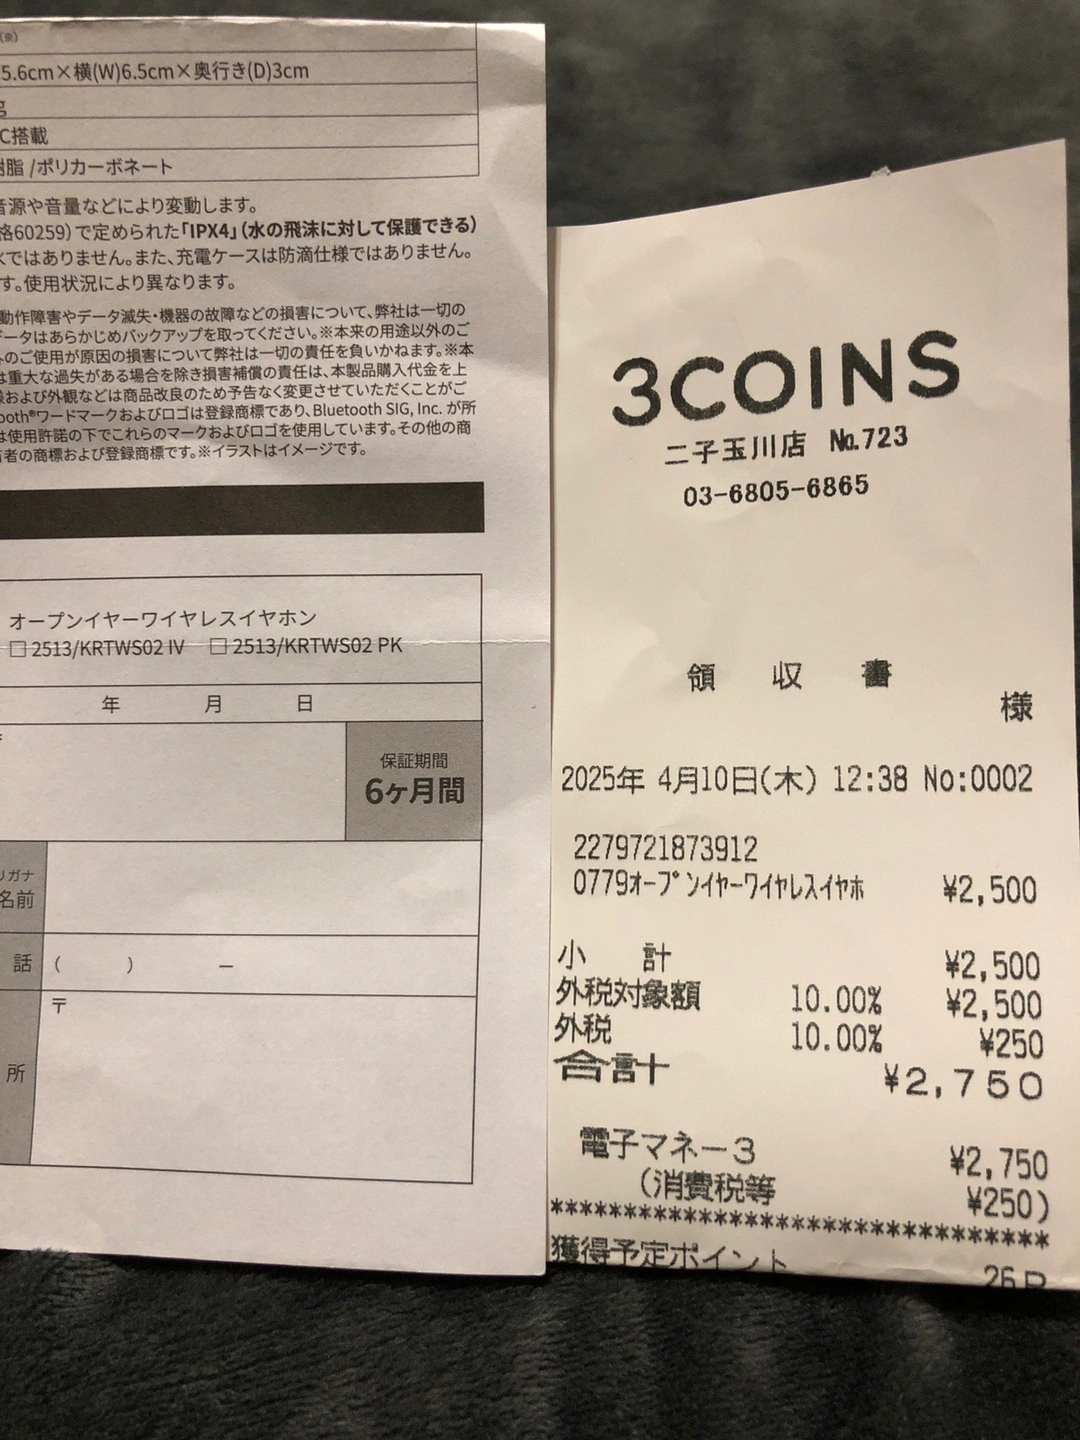 (約)
5.6cm×横(W)6.5cm×奥行き(D)3cm
g
C搭載
樹脂 /ポリカーボネート
音源や音量などにより変動します。
格60259)で定められた「IPX4」(水の飛沫に対して保護できる)
水ではありません。また、充電ケースは防滴仕様ではありません。
す。使用状況により異なります。
動作障害やデータ滅失・機器の故障などの損害について、弊社は一切の
データはあらかじめバックアップを取ってください。※本来の用途以外のご
外のご使用が原因の損害について弊社は一切の責任を負いかねます。※本
は重大な過失がある場合を除き損害補償の責任は、本製品購入代金を上
様および外観などは商品改良のため予告なく変更させていただくことがご
ooth®ワードマークおよびロゴは登録商標であり、Bluetooth SIG, Inc. が所
は使用許諾の下でこれらのマークおよびロゴを使用しています。その他の商
有者の商標および登録商標です。※イラストはイメージです。
オープンイヤーワイヤレスイヤホン
□ 2513/KRTWS02 IV □ 2513/KRTWS02 PK
年 月 日
保証期間
6ヶ月間
リガナ
名前
話 ( ) ―
〒
所
3COINS
二子玉川店 No.723
03-6805-6865
領 収 書
様
2025年 4月10日(木) 12:38 No:0002
2279721873912
0779オープンイヤーワイヤレスイヤホ ¥2,500
小 計 ¥2,500
外税対象額 10.00% ¥2,500
外税 10.00% ¥250
合計 ¥2,750
電子マネー3 ¥2,750
(消費税等 ¥250)
**********************************
獲得予定ポイント 26P